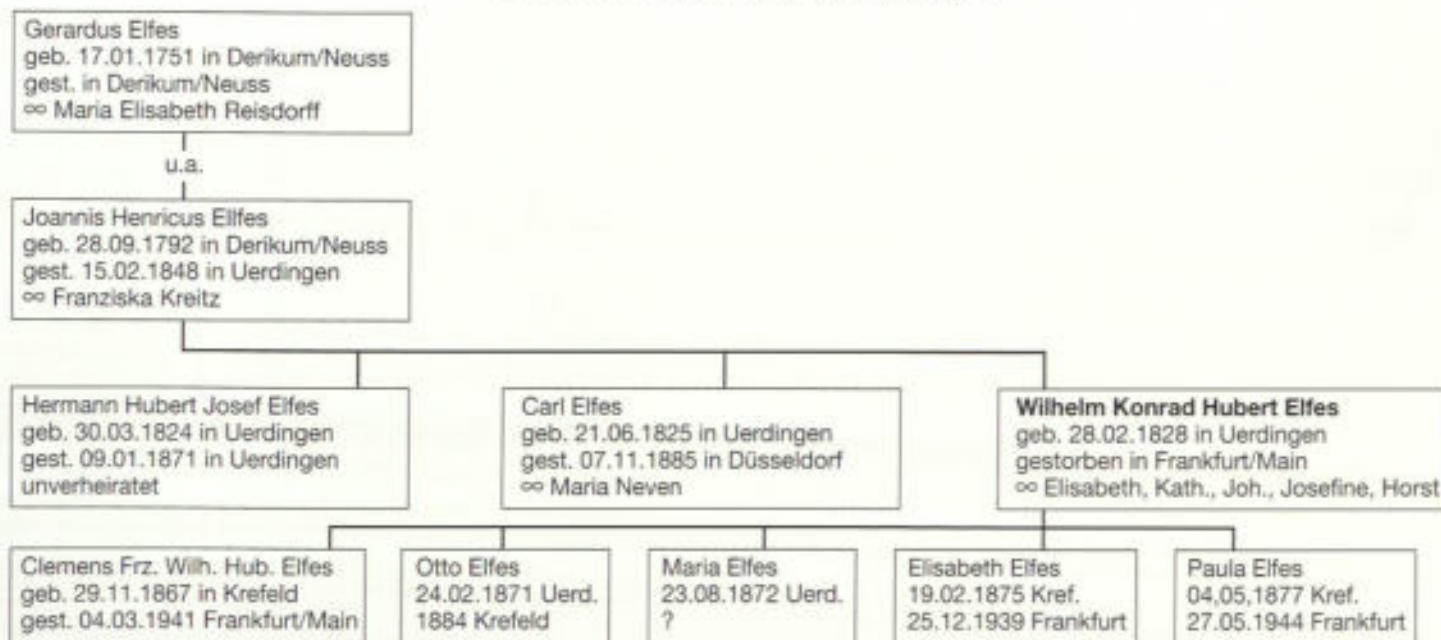 Gerardus Elfes
geb. 17.01.1751 in Derikum/Neuss
gest. in Derikum/Neuss
∞ Maria Elisabeth Reisdorff
u.a.
Joannis Henricus Ellfes
geb. 28.09.1792 in Derikum/Neuss
gest. 15.02.1848 in Uerdingen
∞ Franziska Kreitz
Hermann Hubert Josef Elfes
geb. 30.03.1824 in Uerdingen
gest. 09.01.1871 in Uerdingen
unverheiratet
Carl Elfes
geb. 21.06.1825 in Uerdingen
gest. 07.11.1885 in Düsseldorf
∞ Maria Neven
Wilhelm Konrad Hubert Elfes
geb. 28.02.1828 in Uerdingen
gestorben in Frankfurt/Main
∞ Elisabeth, Kath., Joh., Josefine, Horst
Clemens Frz. Wilh. Hub. Elfes
geb. 29.11.1867 in Krefeld
gest. 04.03.1941 Frankfurt/Main
Otto Elfes
24.02.1871 Uerd.
1884 Krefeld
Maria Elfes
23.08.1872 Uerd.
?
Elisabeth Elfes
19.02.1875 Kref.
25.12.1939 Frankfurt
Paula Elfes
04,05,1877 Kref.
27.05.1944 Frankfurt